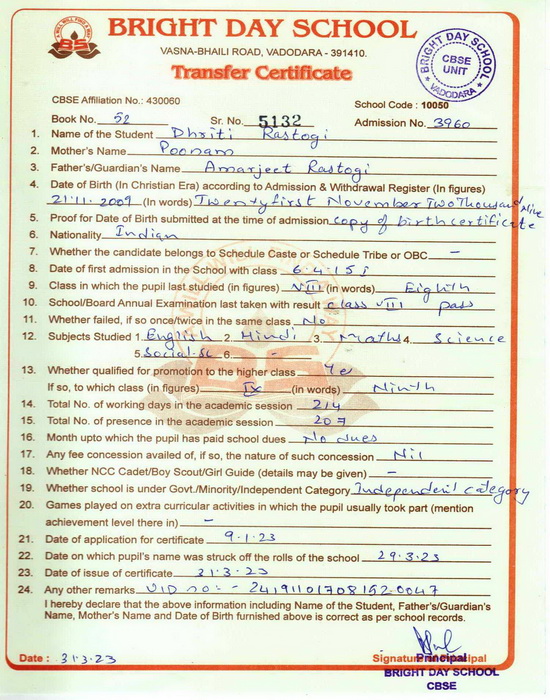 BRIGHT DAY SCHOOL
VASNA-BHAILI ROAD, VADODARA - 391410.
Transfer Certificate
BRIGHT DAY SCHOOL
CBSE
UNIT
VADODARA
CBSE Affiliation No.: 430060
School Code : 10050
Book No. 52 Sr. No. 5132 Admission No. 3960
1. Name of the Student Dhriti Rastogi
2. Mother's Name Poonam
3. Father's/Guardian's Name Amarjeet Rastogi
4. Date of Birth (In Christian Era) according to Admission & Withdrawal Register (In figures)
21.11.2009 (In words) Twentyfirst November Two Thousand Nine
5. Proof for Date of Birth submitted at the time of admission copy of birth certificate
6. Nationality Indian
7. Whether the candidate belongs to Schedule Caste or Schedule Tribe or OBC -
8. Date of first admission in the School with class 6.4.15
9. Class in which the pupil last studied (in figures) VIII (in words) Eighth
10. School/Board Annual Examination last taken with result class VIII pass
11. Whether failed, if so once/twice in the same class No
12. Subjects Studied 1. English 2. Hindi 3. Maths 4. Science
5. Social.Sc 6. -
13. Whether qualified for promotion to the higher class Ye
If so, to which class (in figures) IX (in words) Ninth
14. Total No. of working days in the academic session 214
15. Total No. of presence in the academic session 207
16. Month upto which the pupil has paid school dues No dues
17. Any fee concession availed of, if so, the nature of such concession Nil
18. Whether NCC Cadet/Boy Scout/Girl Guide (details may be given) -
19. Whether school is under Govt./Minority/Independent Category Independent category
20. Games played on extra curricular activities in which the pupil usually took part (mention
achievement level there in) -
21. Date of application for certificate 9.1.23
22. Date on which pupil's name was struck off the rolls of the school 29.3.23
23. Date of issue of certificate 31.3.23
24. Any other remarks UID no:- 241911017081520047
I hereby declare that the above information including Name of the Student, Father's/Guardian's
Name, Mother's Name and Date of Birth furnished above is correct as per school records.
Date : 31.3.23
Principal
BRIGHT DAY SCHOOL
CBSE